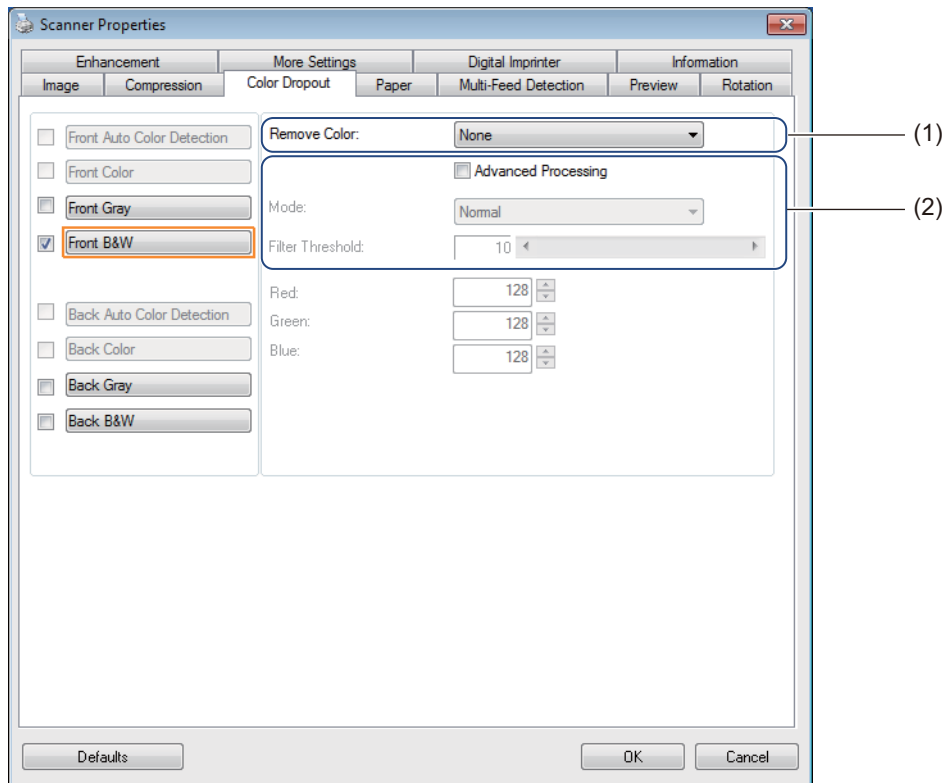 Scanner Properties
Enhancement More Settings Digital Imprinter Information
Image Compression Color Dropout Paper Multi-Feed Detection Preview Rotation
Front Auto Color Detection
Front Color
Front Gray
Front B&W
Back Auto Color Detection
Back Color
Back Gray
Back B&W
Remove Color: None (1)
Advanced Processing
Mode: Normal (2)
Filter Threshold: 10
Red: 128
Green: 128
Blue: 128
Defaults OK Cancel